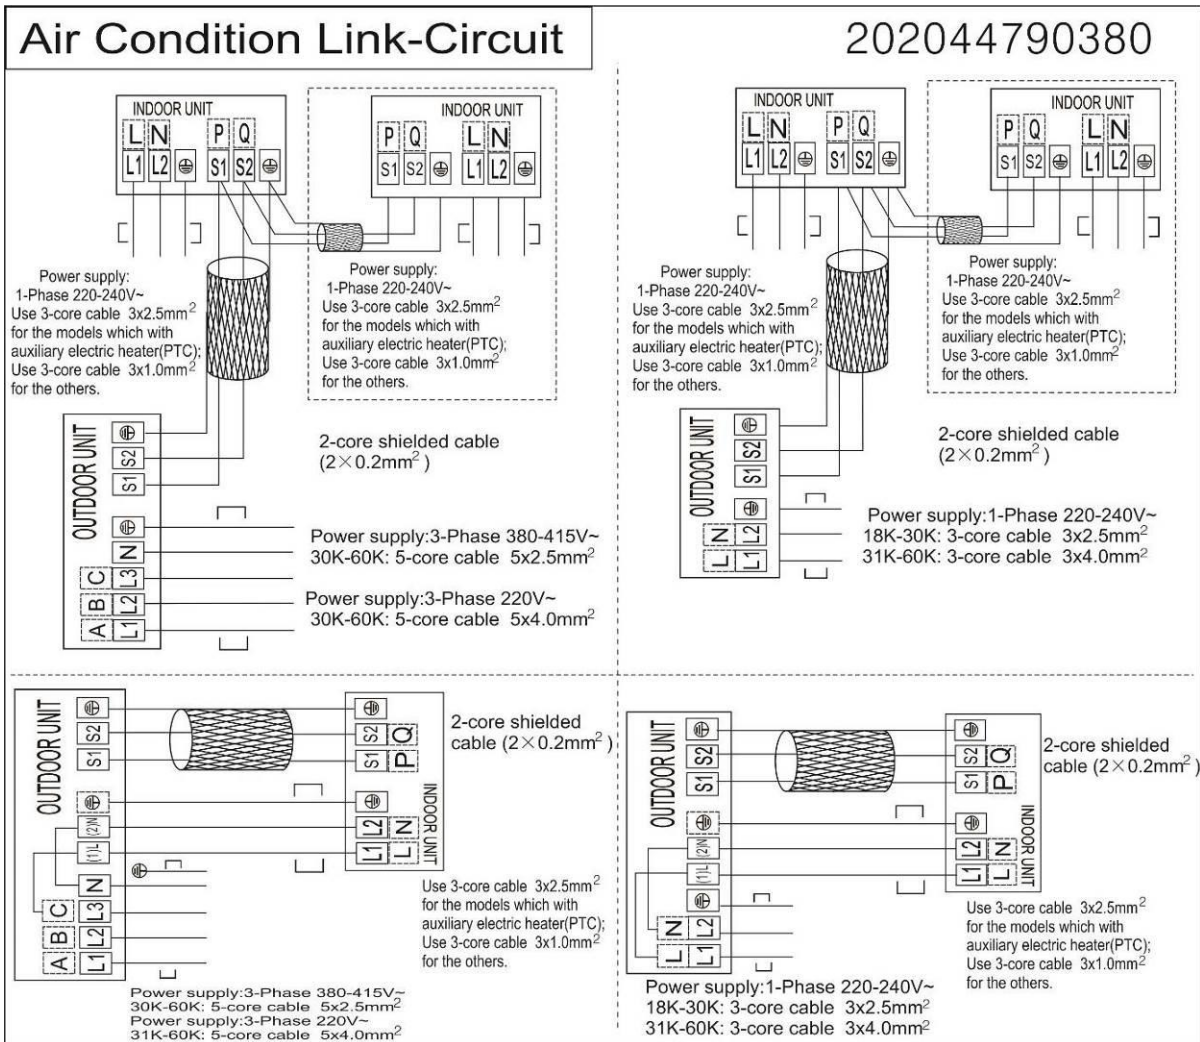 Air Condition Link-Circuit
202044790380
INDOOR UNIT
L N P Q
L1 L2 S1 S2
INDOOR UNIT
P Q L N
S1 S2 L1 L2
Power supply:
1-Phase 220-240V~
Use 3-core cable 3x2.5mm²
for the models which with
auxiliary electric heater(PTC);
Use 3-core cable 3x1.0mm²
for the others.
Power supply:
1-Phase 220-240V~
Use 3-core cable 3x2.5mm²
for the models which with
auxiliary electric heater(PTC);
Use 3-core cable 3x1.0mm²
for the others.
OUTDOOR UNIT
S2
S1
N
C L3
B L2
A L1
2-core shielded cable
(2×0.2mm²)
Power supply:3-Phase 380-415V~
30K-60K: 5-core cable 5x2.5mm²
Power supply:3-Phase 220V~
30K-60K: 5-core cable 5x4.0mm²
INDOOR UNIT
L N P Q
L1 L2 S1 S2
INDOOR UNIT
P Q L N
S1 S2 L1 L2
Power supply:
1-Phase 220-240V~
Use 3-core cable 3x2.5mm²
for the models which with
auxiliary electric heater(PTC);
Use 3-core cable 3x1.0mm²
for the others.
Power supply:
1-Phase 220-240V~
Use 3-core cable 3x2.5mm²
for the models which with
auxiliary electric heater(PTC);
Use 3-core cable 3x1.0mm²
for the others.
OUTDOOR UNIT
S2
S1
N L2
L L1
2-core shielded cable
(2×0.2mm²)
Power supply:1-Phase 220-240V~
18K-30K: 3-core cable 3x2.5mm²
31K-60K: 3-core cable 3x4.0mm²
OUTDOOR UNIT
S2
S1
(2)N
(1)L
N
C L3
B L2
A L1
S2 Q
S1 P
L2 N
L1 L
INDOOR UNIT
2-core shielded
cable (2×0.2mm²)
Use 3-core cable 3x2.5mm²
for the models which with
auxiliary electric heater(PTC);
Use 3-core cable 3x1.0mm²
for the others.
Power supply:3-Phase 380-415V~
30K-60K: 5-core cable 5x2.5mm²
Power supply:3-Phase 220V~
31K-60K: 5-core cable 5x4.0mm²
OUTDOOR UNIT
S2
S1
(2)N
(1)L
N L2
L L1
S2 Q
S1 P
L2 N
L1 L
INDOOR UNIT
2-core shielded
cable (2×0.2mm²)
Use 3-core cable 3x2.5mm²
for the models which with
auxiliary electric heater(PTC);
Use 3-core cable 3x1.0mm²
for the others.
Power supply:1-Phase 220-240V~
18K-30K: 3-core cable 3x2.5mm²
31K-60K: 3-core cable 3x4.0mm²